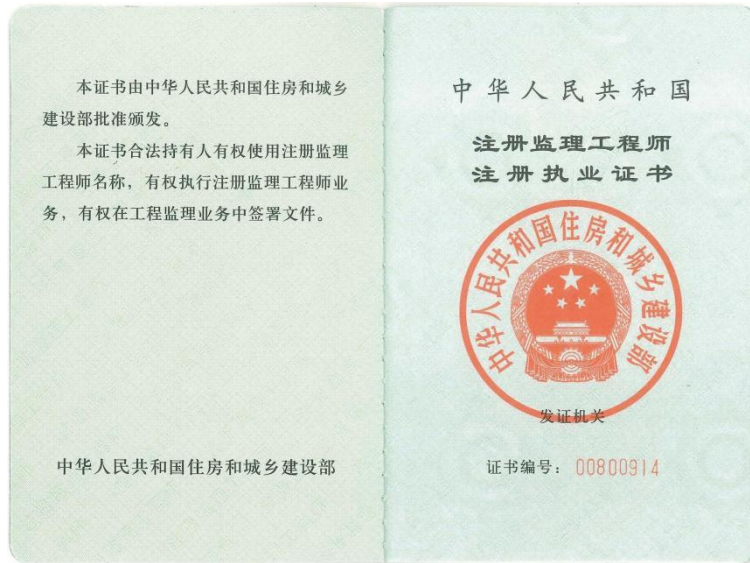 本证书由中华人民共和国住房和城乡
建设部批准颁发。
本证书合法持有人有权使用注册监理
工程师名称，有权执行注册监理工程师业
务，有权在工程监理业务中签署文件。
中华人民共和国住房和城乡建设部
中华人民共和国
注册监理工程师
注册执业证书
中华人民共和国住房和城乡建设部
发证机关
证书编号：00800914